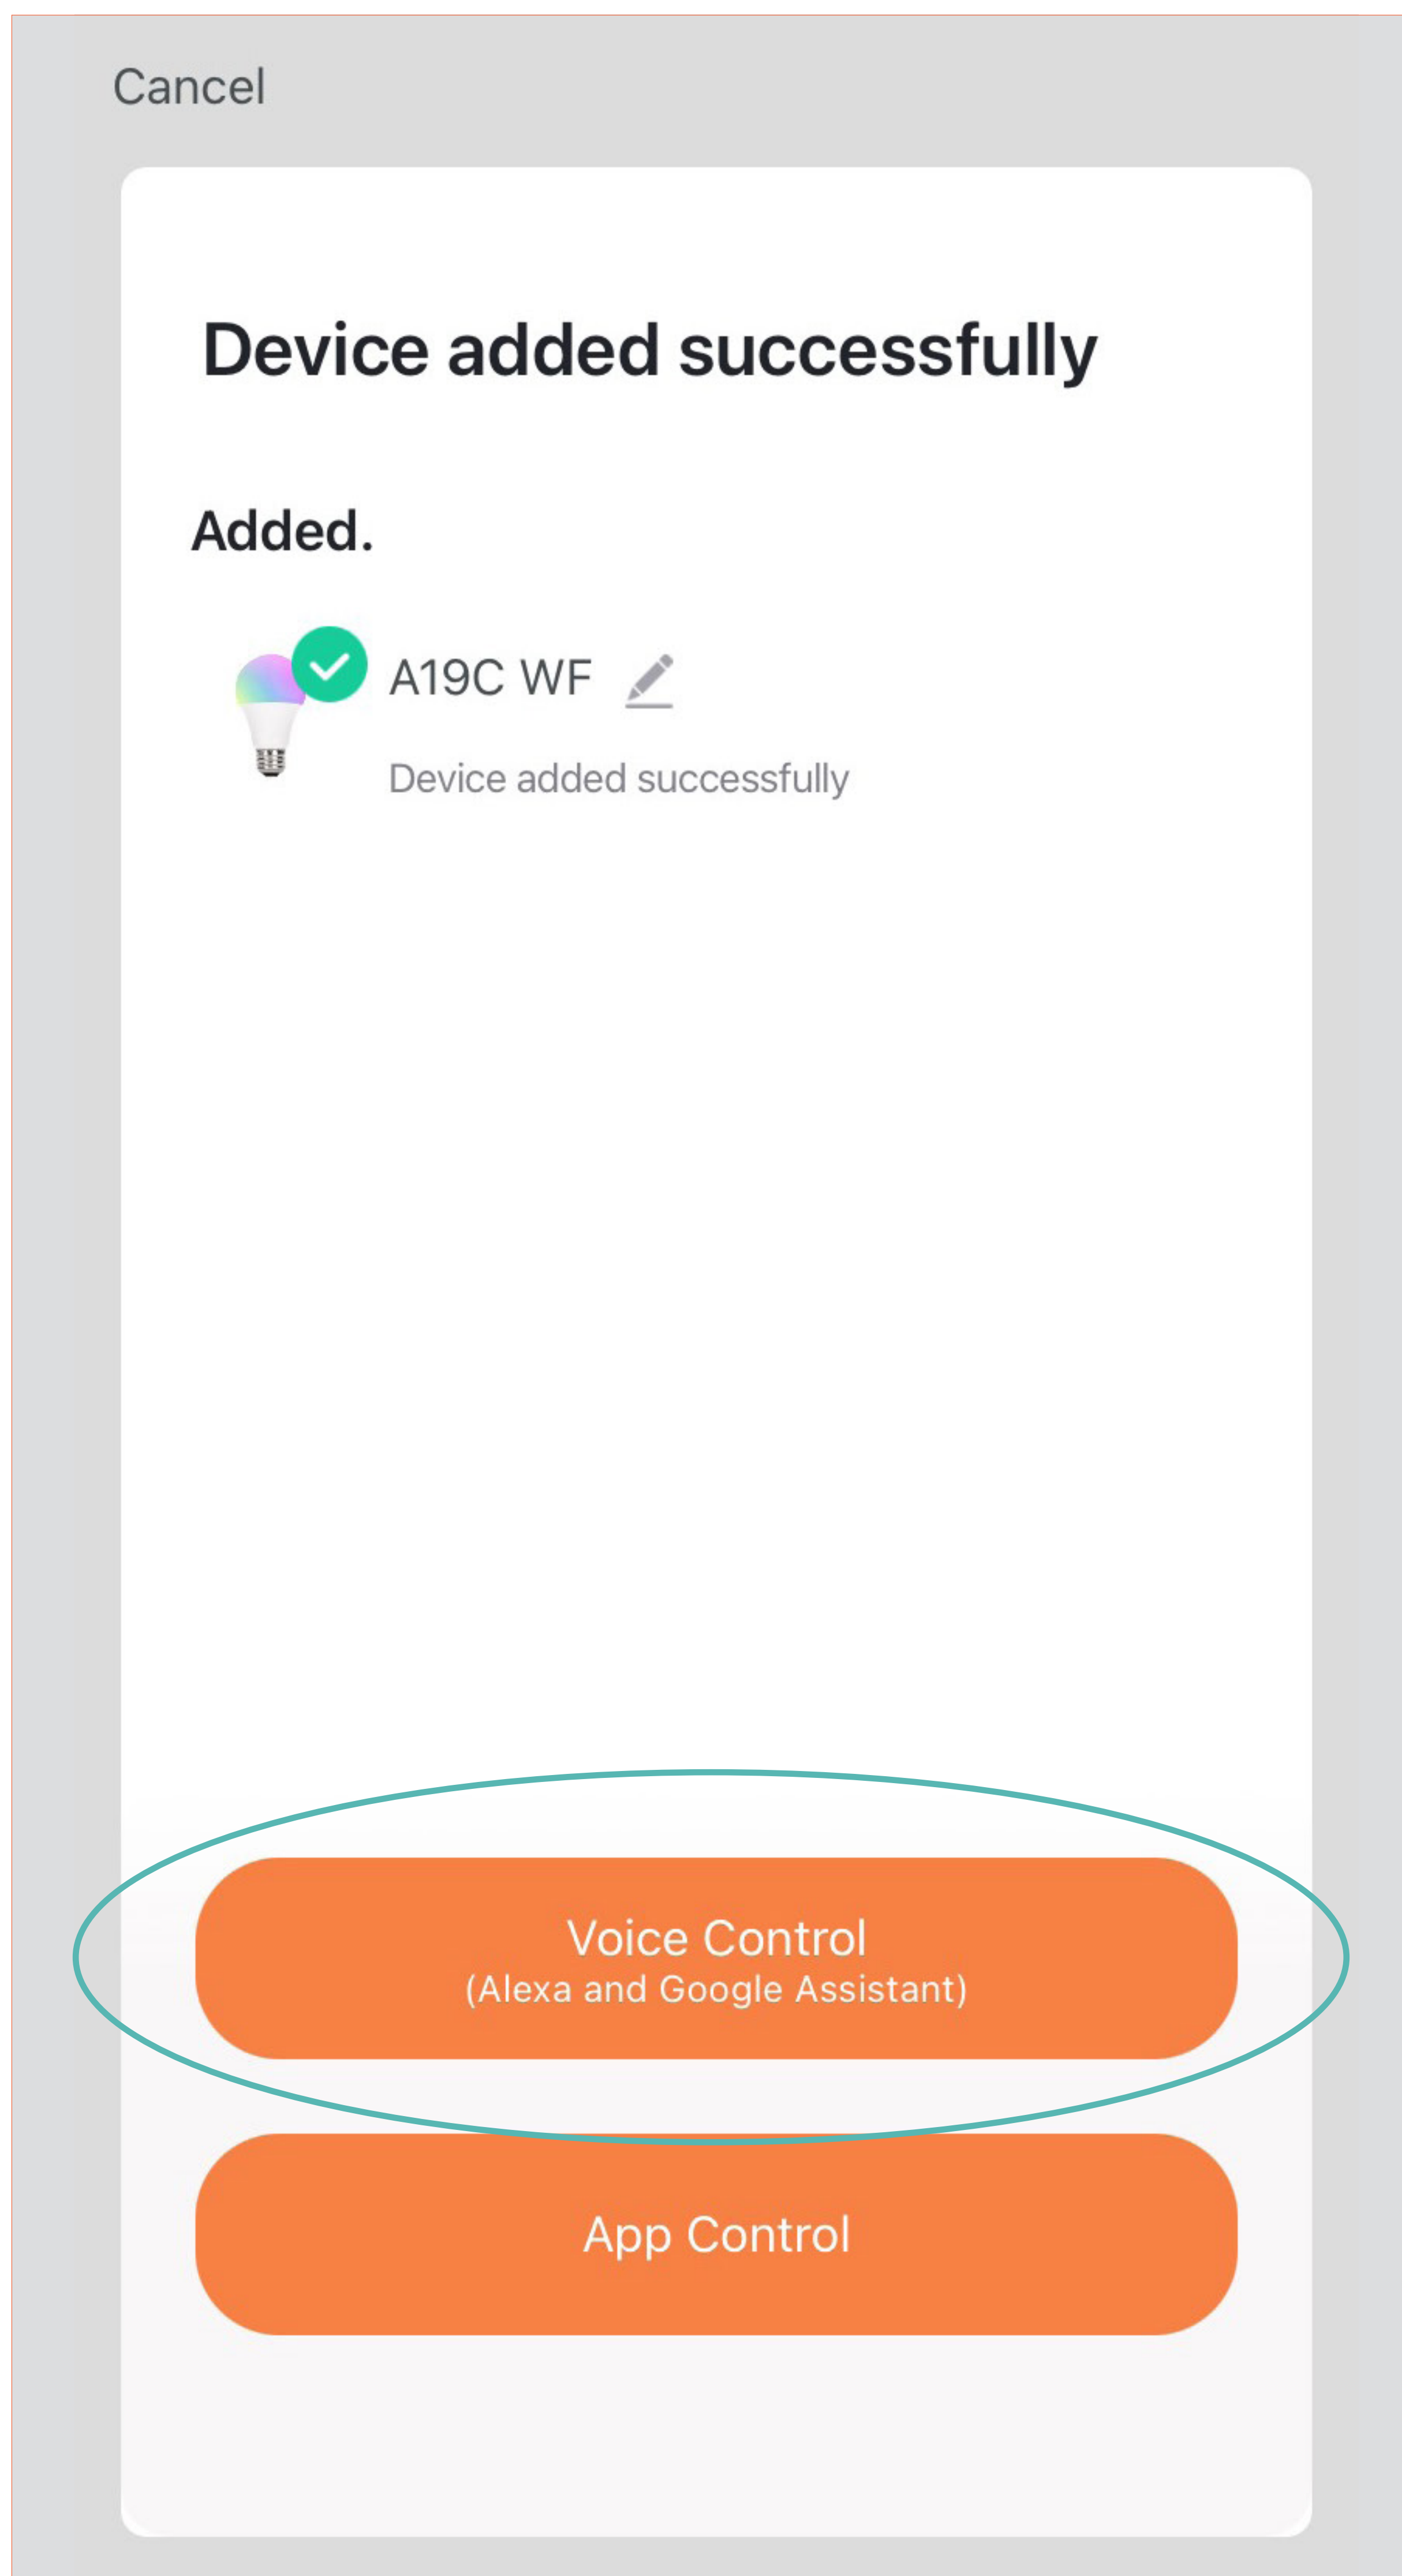 Cancel
Device added successfully
Added.
A19C WF
Device added successfully
Voice Control
(Alexa and Google Assistant)
App Control